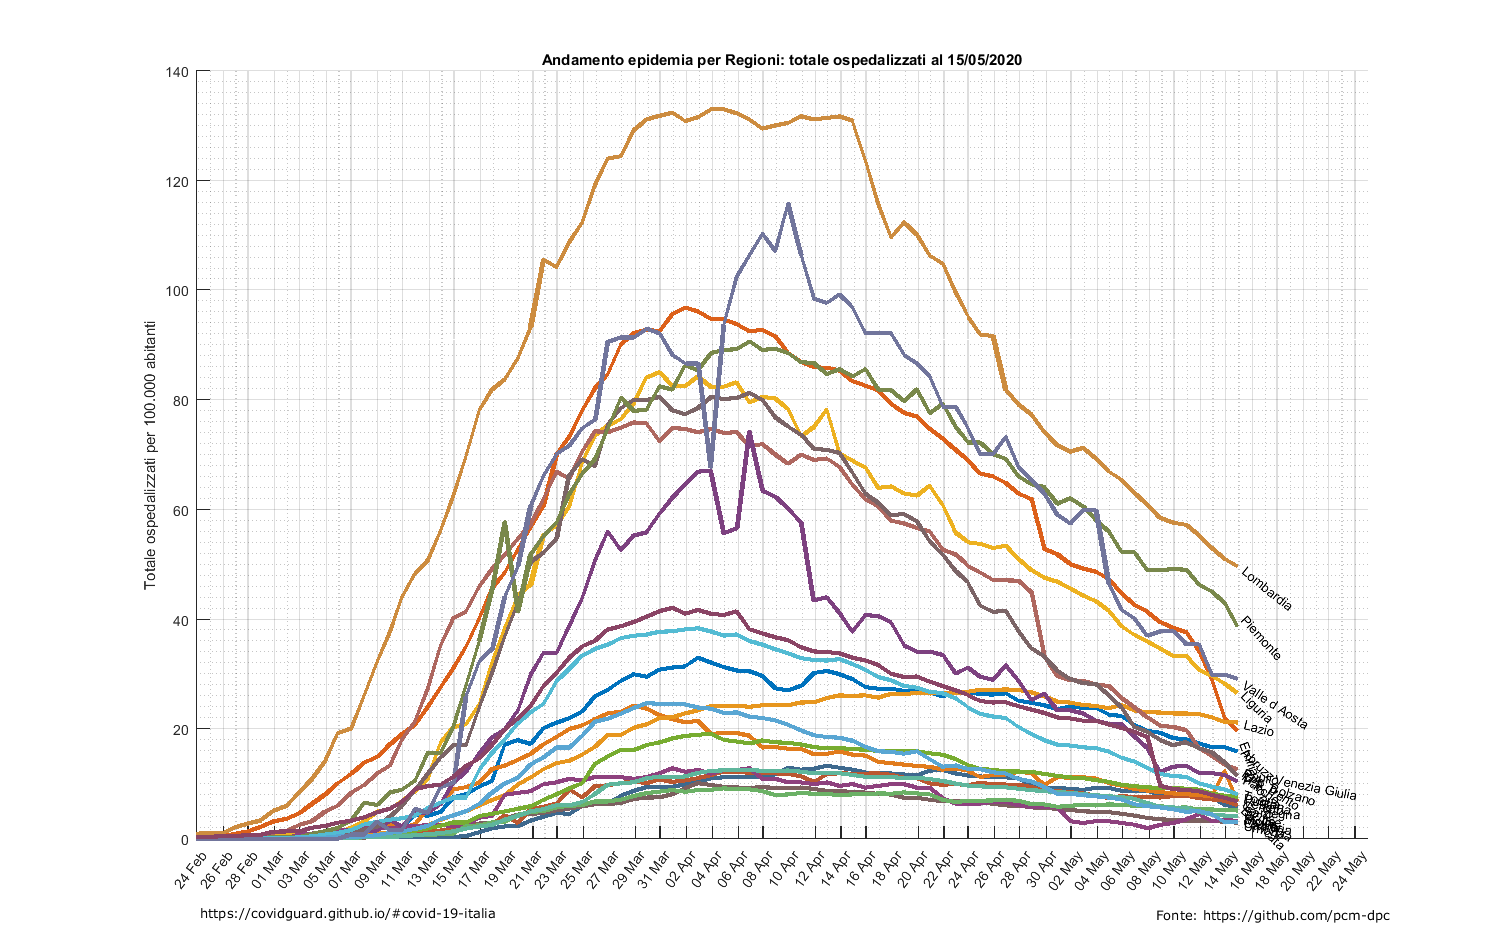 Andamento epidemia per Regioni: totale ospedalizzati al 15/05/2020
Totale ospedalizzati per 100.000 abitanti
140
120
100
80
60
40
20
0
Lombardia
Piemonte
Valle d Aosta
Liguria
Lazio
24 Feb
26 Feb
28 Feb
01 Mar
03 Mar
05 Mar
07 Mar
09 Mar
11 Mar
13 Mar
15 Mar
17 Mar
19 Mar
21 Mar
23 Mar
25 Mar
27 Mar
29 Mar
31 Mar
02 Apr
04 Apr
06 Apr
08 Apr
10 Apr
12 Apr
14 Apr
16 Apr
18 Apr
20 Apr
22 Apr
24 Apr
26 Apr
28 Apr
30 Apr
02 May
04 May
06 May
08 May
10 May
12 May
14 May
16 May
18 May
20 May
22 May
24 May
https://covidguard.github.io/#covid-19-italia
Fonte: https://github.com/pcm-dpc